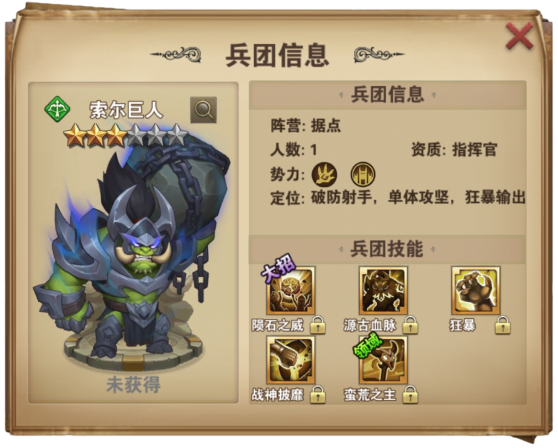 兵团信息
索尔巨人
未获得
兵团信息
阵营: 据点
人数: 1 资质: 指挥官
势力:
定位: 破防射手, 单体攻坚, 狂暴输出
兵团技能
大招
陨石之威 源古血脉 狂暴
领域
战神披靡 蛮荒之主